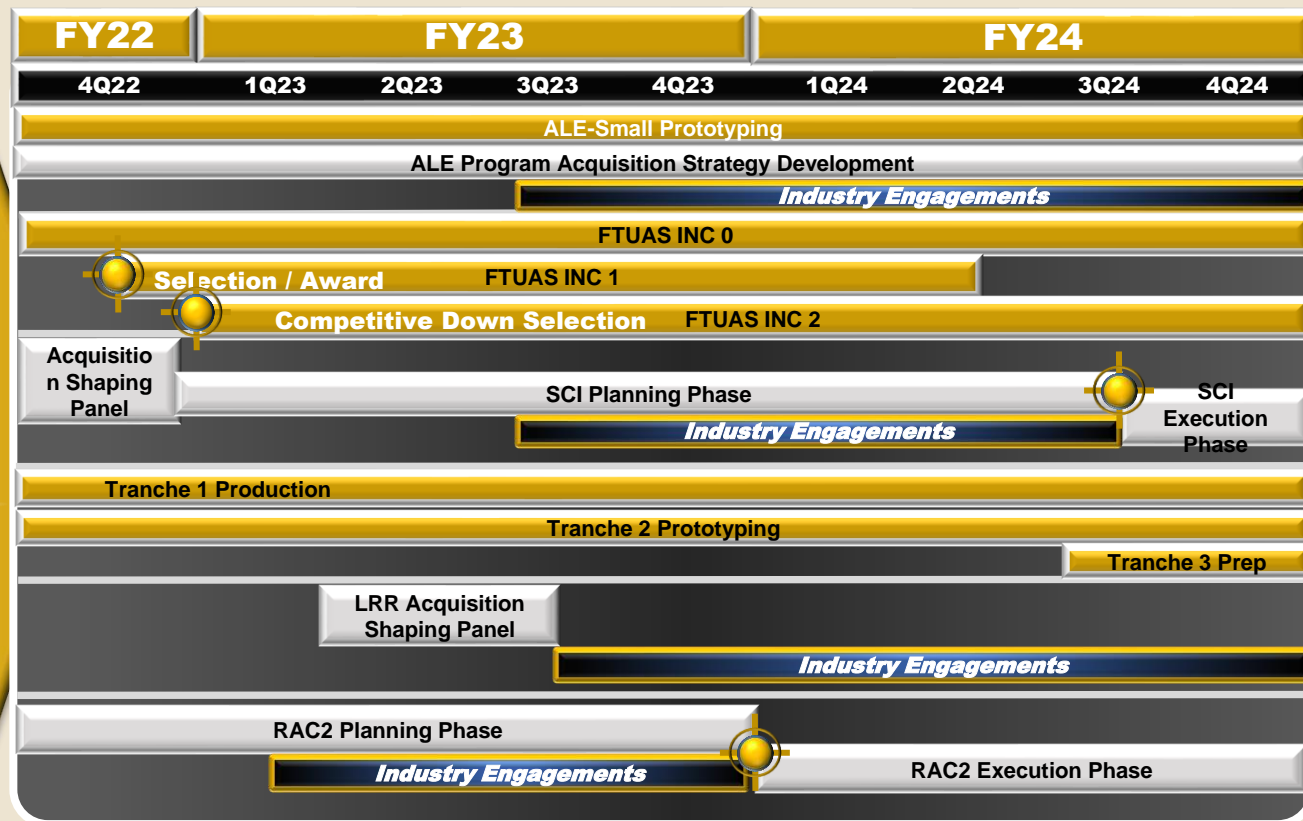 FY22 FY23 FY24
4Q22 1Q23 2Q23 3Q23 4Q23 1Q24 2Q24 3Q24 4Q24
ALE-Small Prototyping
ALE Program Acquisition Strategy Development
Industry Engagements
FTUAS INC 0
Selection / Award FTUAS INC 1
Competitive Down Selection FTUAS INC 2
Acquisitio
n Shaping
Panel
SCI Planning Phase
SCI
Execution
Phase
Industry Engagements
Tranche 1 Production
Tranche 2 Prototyping
Tranche 3 Prep
LRR Acquisition
Shaping Panel
Industry Engagements
RAC2 Planning Phase
Industry Engagements
RAC2 Execution Phase